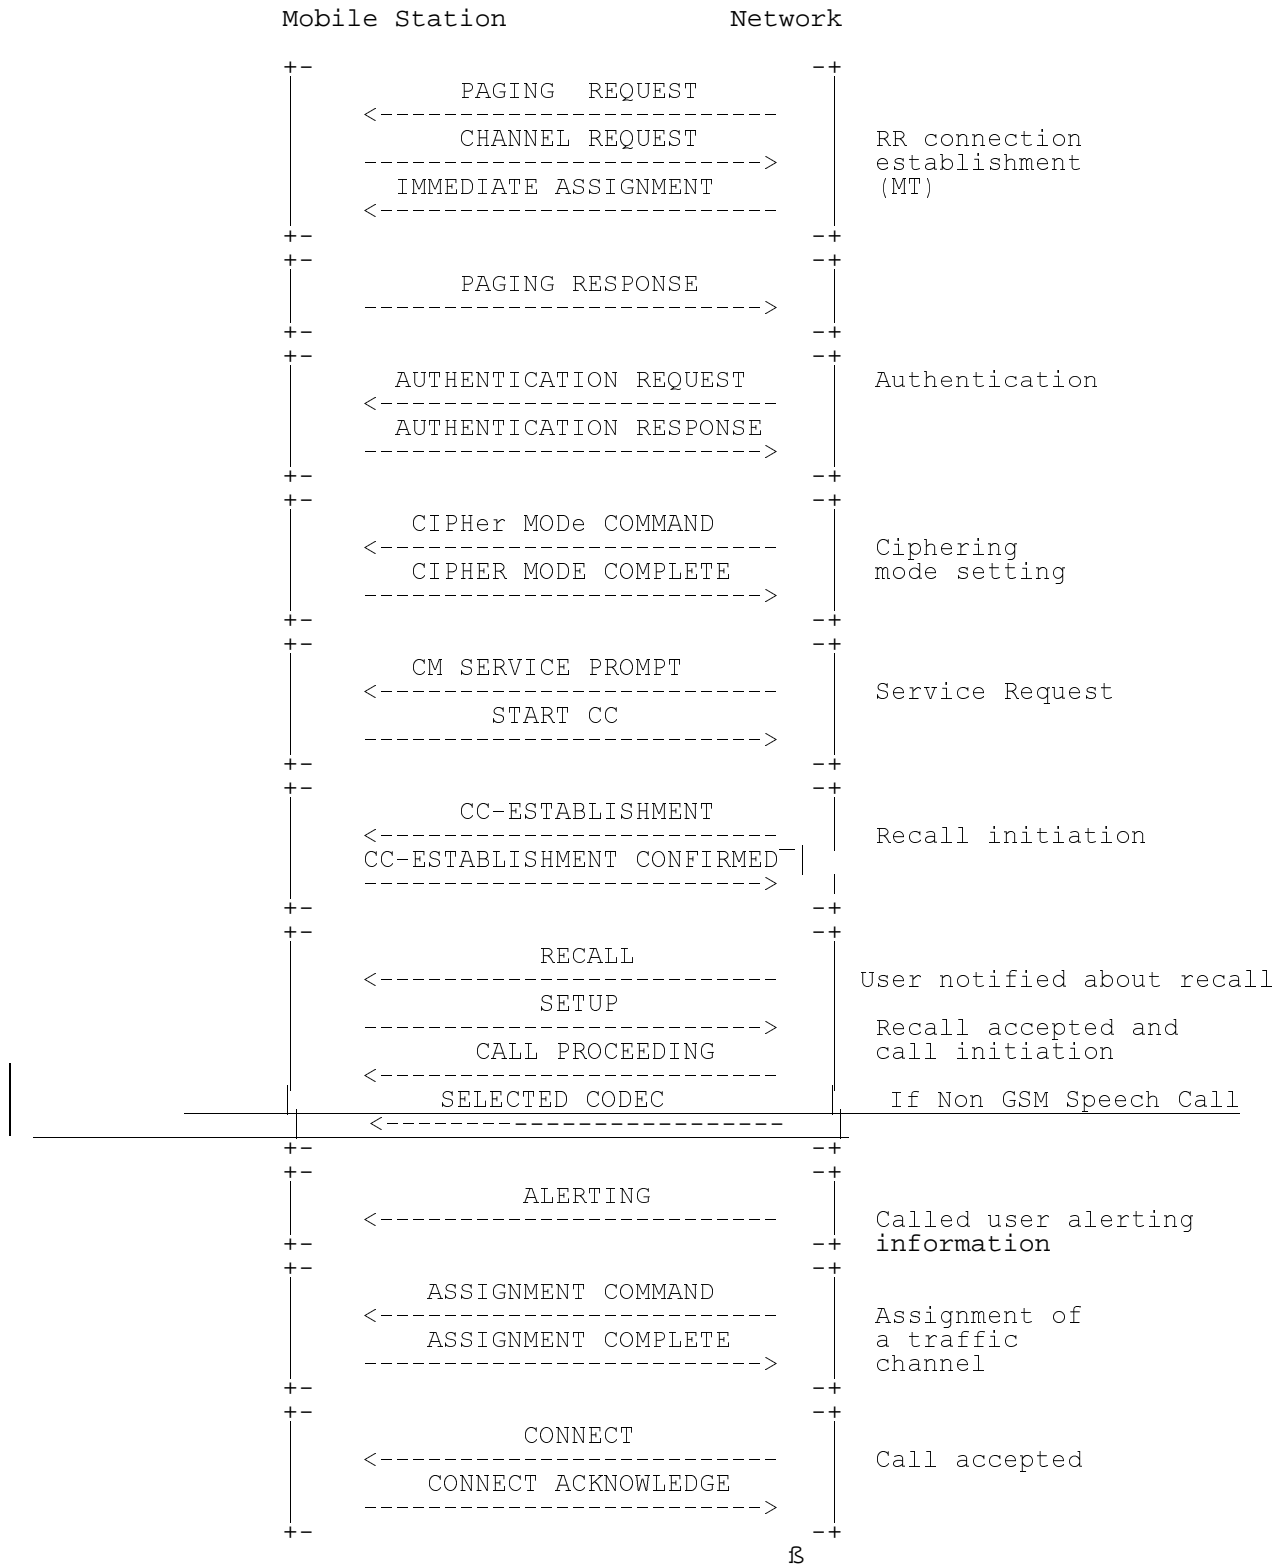 Mobile Station Network
+- -+
PAGING REQUEST
<-------------------------
CHANNEL REQUEST RR connection
-------------------------> establishment
IMMEDIATE ASSIGNMENT (MT)
<-------------------------
+- -+
+- -+
PAGING RESPONSE
------------------------->
+- -+
+- -+
AUTHENTICATION REQUEST Authentication
<-------------------------
AUTHENTICATION RESPONSE
------------------------->
+- -+
+- -+
CIPHer MODe COMMAND
<------------------------- Ciphering
CIPHER MODE COMPLETE mode setting
------------------------->
+- -+
+- -+
CM SERVICE PROMPT
<------------------------- Service Request
START CC
------------------------->
+- -+
+- -+
CC-ESTABLISHMENT
<------------------------- Recall initiation
CC-ESTABLISHMENT CONFIRMED
------------------------->
+- -+
+- -+
RECALL
<------------------------- User notified about recall
SETUP
-------------------------> Recall accepted and
CALL PROCEEDING call initiation
<-------------------------
SELECTED CODEC If Non GSM Speech Call
<-------------------------
+- -+
+- -+
ALERTING
<------------------------- Called user alerting
+- -+ information
+- -+
ASSIGNMENT COMMAND
<------------------------- Assignment of
ASSIGNMENT COMPLETE a traffic
-------------------------> channel
+- -+
+- -+
CONNECT
<------------------------- Call accepted
CONNECT ACKNOWLEDGE
------------------------->
+- -+
ß